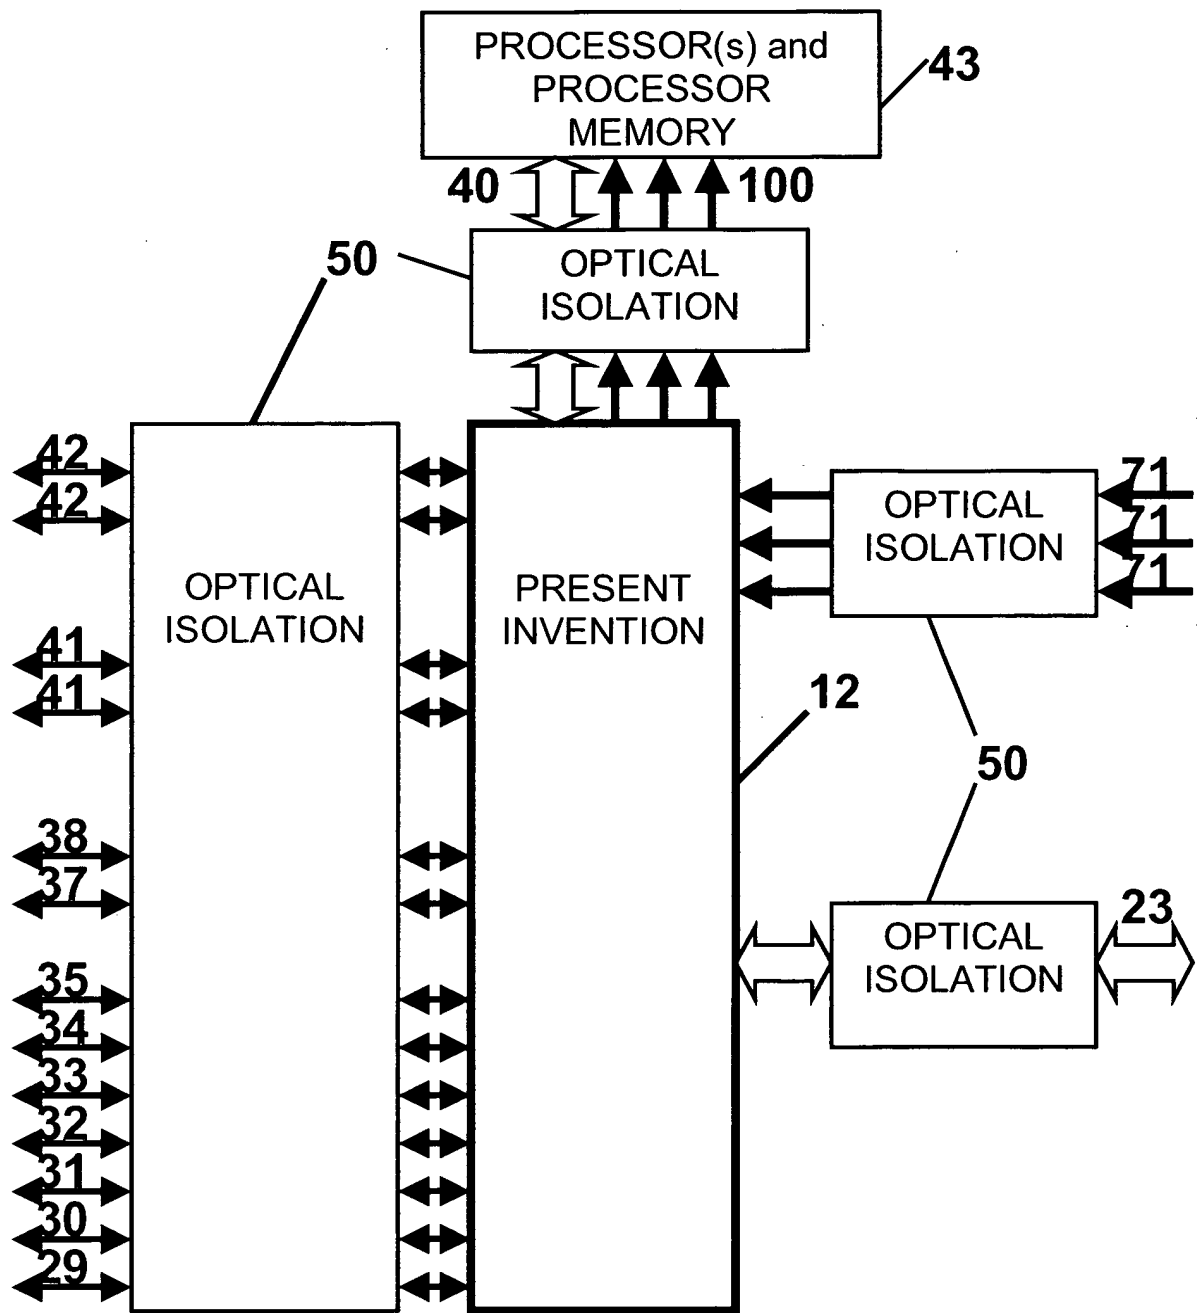 PROCESSOR(s) and
PROCESSOR
MEMORY
43
40
100
50
OPTICAL
ISOLATION
42
42
71
71
71
OPTICAL
ISOLATION
OPTICAL
ISOLATION
PRESENT
INVENTION
41
41
12
50
38
37
23
OPTICAL
ISOLATION
35
34
33
32
31
30
29